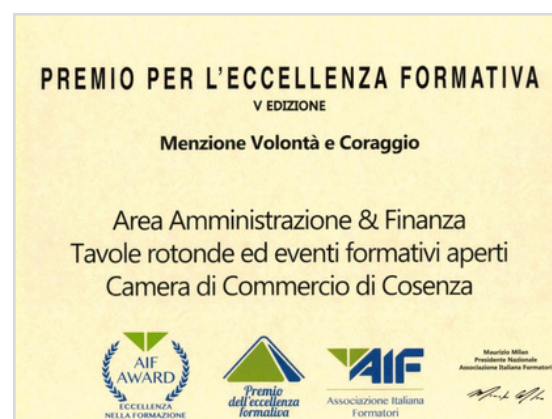 PREMIO PER L'ECCELLENZA FORMATIVA
V EDIZIONE
Menzione Volontà e Coraggio
Area Amministrazione & Finanza
Tavole rotonde ed eventi formativi aperti
Camera di Commercio di Cosenza
AIF
AWARD
ECCELLENZA
NELLA FORMAZIONE
Premio
dell'eccellenza
formativa
AIF
Associazione Italiana
Formatori
Maurizio Milan
Presidente Nazionale
Associazione Italiana Formatori